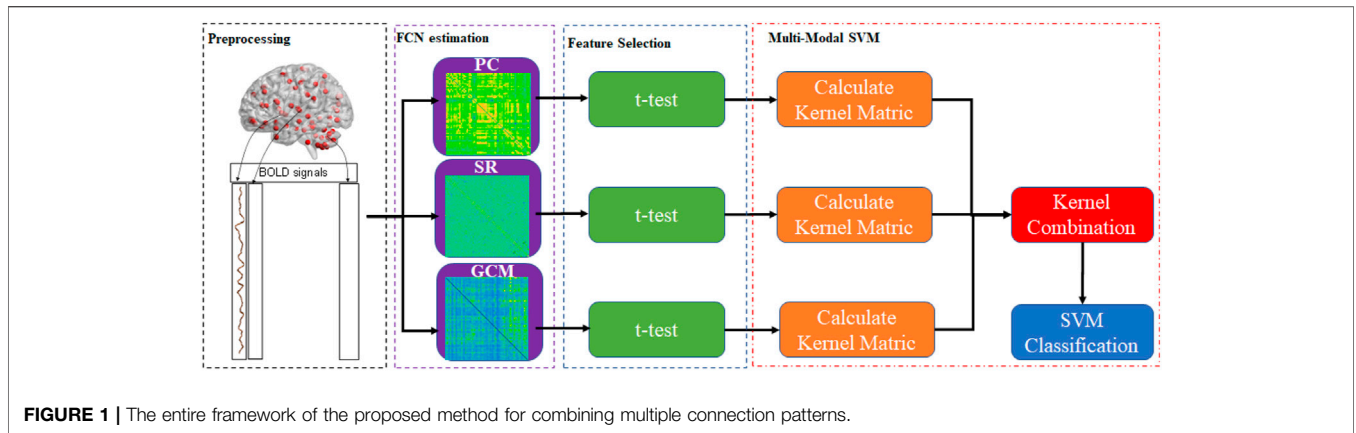 Preprocessing
BOLD signals
FCN estimation
PC
SR
GCM
Feature Selection
t-test
t-test
t-test
Multi-Modal SVM
Calculate
Kernel Matric
Calculate
Kernel Matric
Calculate
Kernel Matric
Kernel
Combination
SVM
Classification
FIGURE 1 | The entire framework of the proposed method for combining multiple connection patterns.